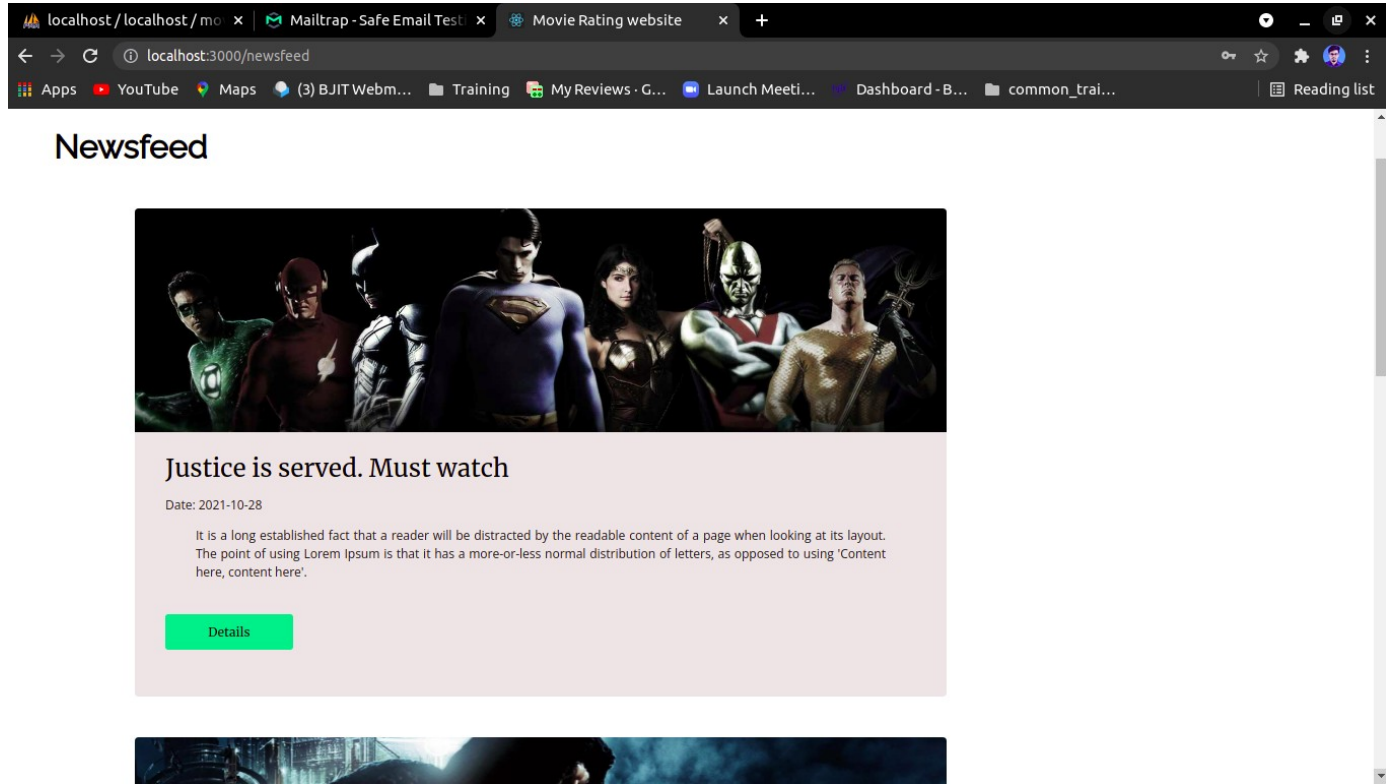 localhost / localhost / mo
Mailtrap - Safe Email Testi
Movie Rating website
localhost:3000/newsfeed
Apps YouTube Maps (3) BJIT Webm... Training My Reviews · G... Launch Meeti... Dashboard - B... common_trai... Reading list
Newsfeed
Justice is served. Must watch
Date: 2021-10-28
It is a long established fact that a reader will be distracted by the readable content of a page when looking at its layout.
The point of using Lorem Ipsum is that it has a more-or-less normal distribution of letters, as opposed to using 'Content
here, content here'.
Details